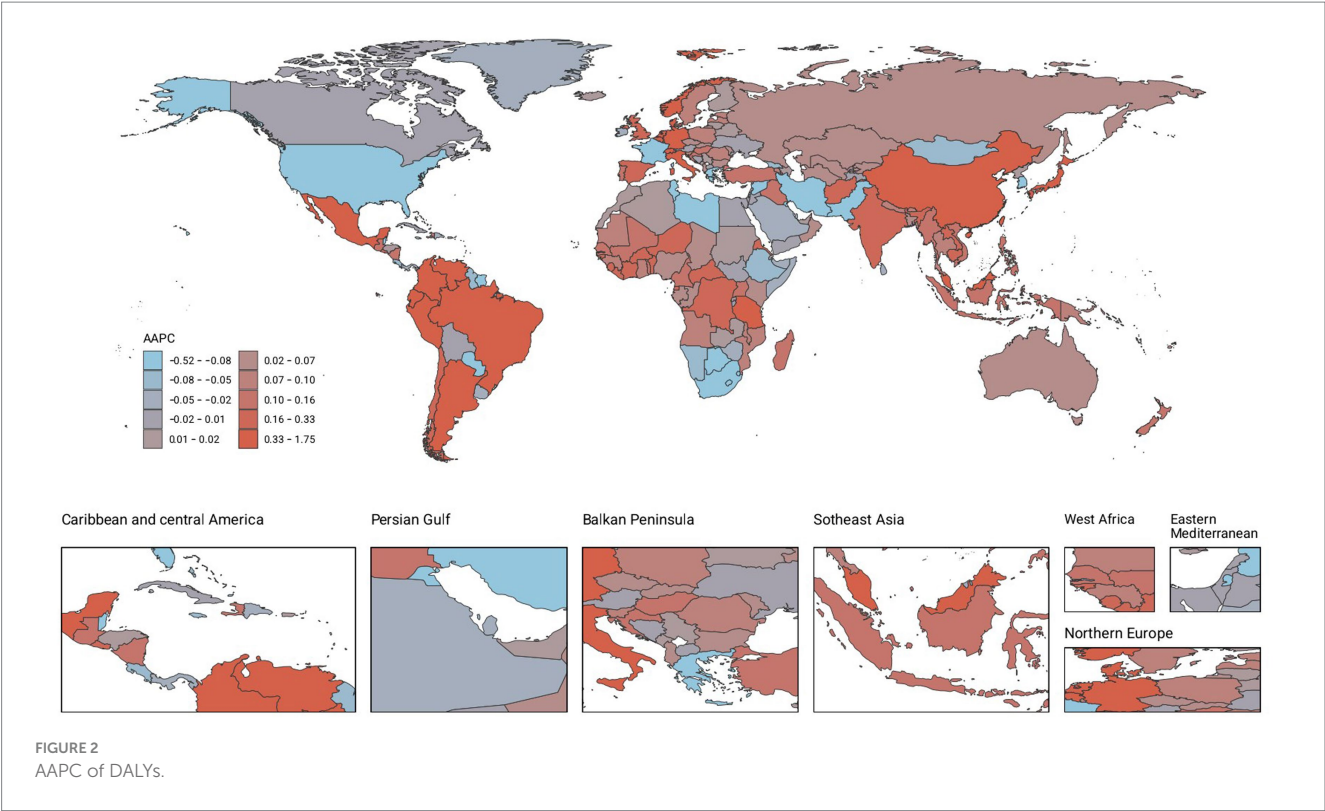 AAPC
-0.52 - -0.08
-0.08 - -0.05
-0.05 - -0.02
-0.02 - 0.01
0.01 - 0.02
0.02 - 0.07
0.07 - 0.10
0.10 - 0.16
0.16 - 0.33
0.33 - 1.75
Caribbean and central America
Persian Gulf
Balkan Peninsula
Sotheast Asia
West Africa
Eastern
Mediterranean
Northern Europe
FIGURE 2
AAPC of DALYs.